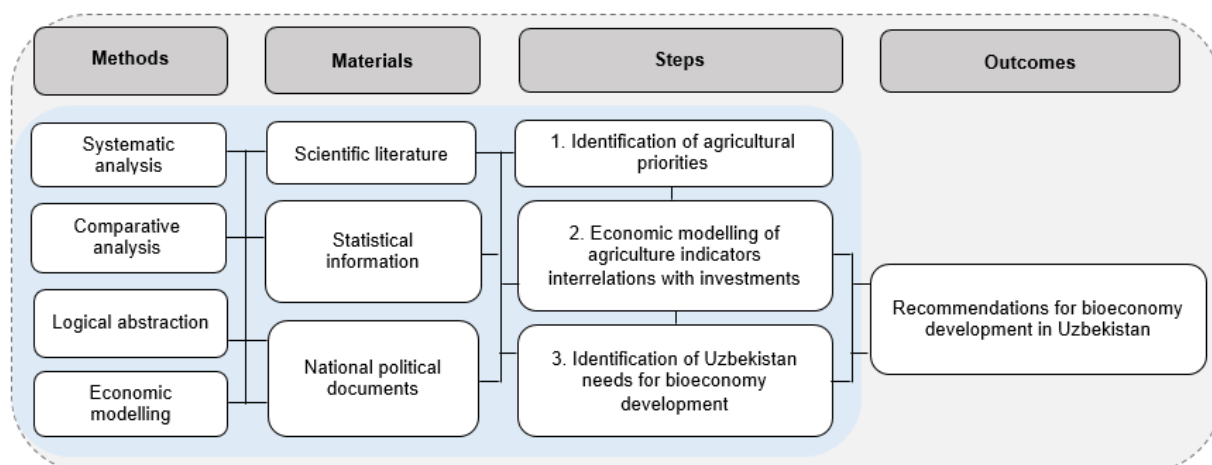 Methods
Materials
Steps
Outcomes
Systematic
analysis
Comparative
analysis
Logical abstraction
Economic
modelling
Scientific literature
Statistical
information
National political
documents
1. Identification of agricultural
priorities
2. Economic modelling of
agriculture indicators
interrelations with investments
3. Identification of Uzbekistan
needs for bioeconomy
development
Recommendations for bioeconomy
development in Uzbekistan